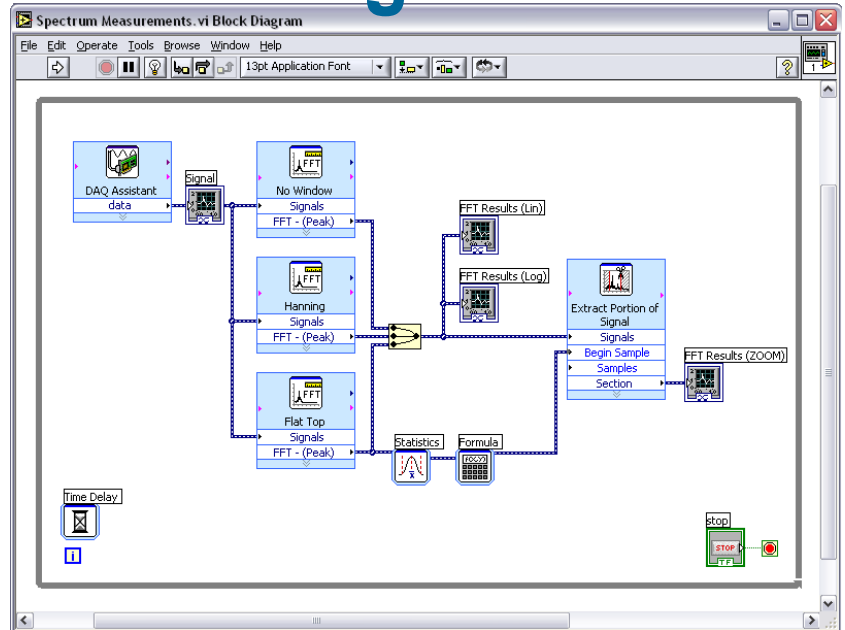 Spectrum Measurements.vi Block Diagram
File Edit Operate Tools Browse Window Help
13pt Application Font
1
DAQ Assistant
data
Signal
FFT
No Window
Signals
FFT - (Peak)
FFT
Hanning
Signals
FFT - (Peak)
FFT
Flat Top
Signals
FFT - (Peak)
FFT Results (Lin)
FFT Results (Log)
Extract Portion of
Signal
Signals
Begin Sample
Samples
Section
FFT Results (ZOOM)
Statistics
Formula
Time Delay
i
stop
STOP
TF